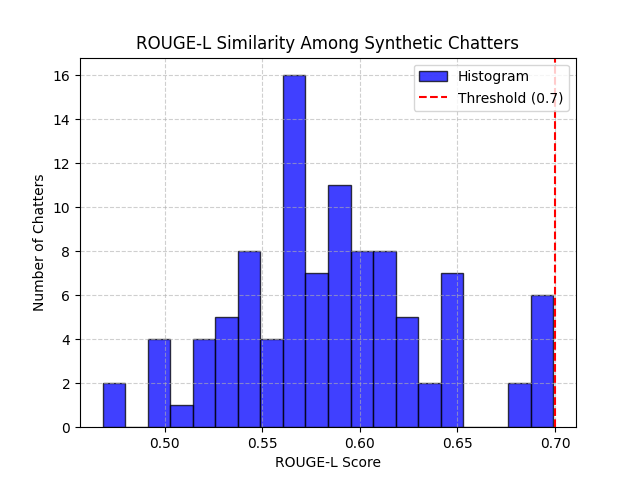 ROUGE-L Similarity Among Synthetic Chatters
Histogram
Threshold (0.7)
Number of Chatters
16
14
12
10
8
6
4
2
0
0.50 0.55 0.60 0.65 0.70
ROUGE-L Score